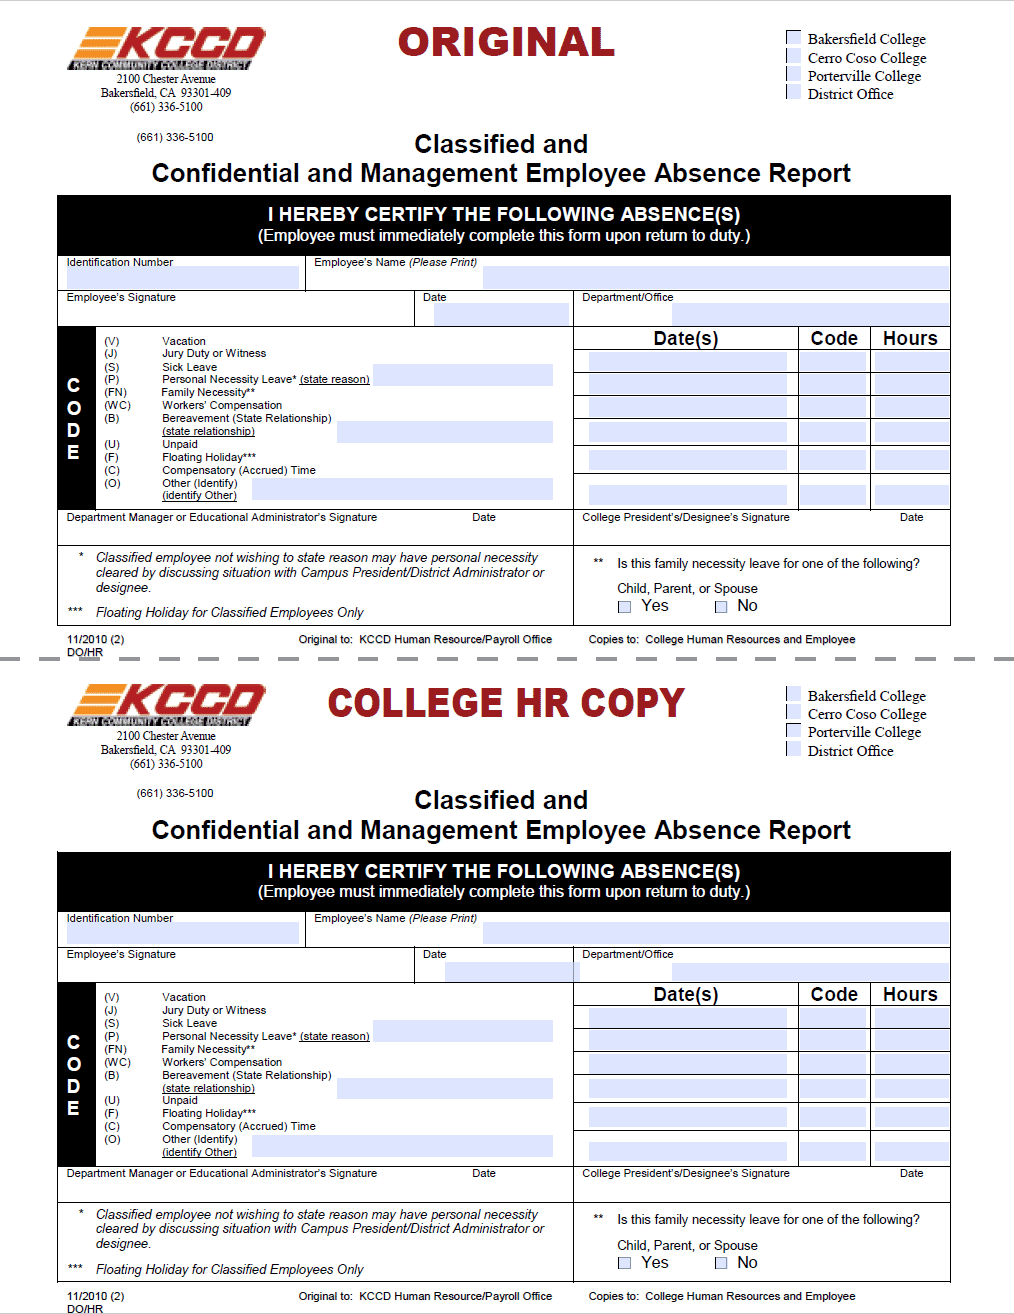 KCCD
KERN COMMUNITY COLLEGE DISTRICT
2100 Chester Avenue
Bakersfield, CA 93301-409
(661) 336-5100
(661) 336-5100
ORIGINAL
Bakersfield College
Cerro Coso College
Porterville College
District Office
Classified and
Confidential and Management Employee Absence Report
I HEREBY CERTIFY THE FOLLOWING ABSENCE(S)
(Employee must immediately complete this form upon return to duty.)
Identification Number Employee's Name (Please Print)
Employee's Signature Date Department/Office
CODE
(V) Vacation
(J) Jury Duty or Witness
(S) Sick Leave
(P) Personal Necessity Leave* (state reason)
(FN) Family Necessity**
(WC) Workers' Compensation
(B) Bereavement (State Relationship)
(state relationship)
(U) Unpaid
(F) Floating Holiday***
(C) Compensatory (Accrued) Time
(O) Other (Identify)
(identify Other)
Date(s) Code Hours
Department Manager or Educational Administrator's Signature Date College President's/Designee's Signature Date
* Classified employee not wishing to state reason may have personal necessity
cleared by discussing situation with Campus President/District Administrator or
designee.
*** Floating Holiday for Classified Employees Only
** Is this family necessity leave for one of the following?
Child, Parent, or Spouse
Yes No
11/2010 (2) Original to: KCCD Human Resource/Payroll Office Copies to: College Human Resources and Employee
DO/HR
KCCD
KERN COMMUNITY COLLEGE DISTRICT
2100 Chester Avenue
Bakersfield, CA 93301-409
(661) 336-5100
(661) 336-5100
COLLEGE HR COPY
Bakersfield College
Cerro Coso College
Porterville College
District Office
Classified and
Confidential and Management Employee Absence Report
I HEREBY CERTIFY THE FOLLOWING ABSENCE(S)
(Employee must immediately complete this form upon return to duty.)
Identification Number Employee's Name (Please Print)
Employee's Signature Date Department/Office
CODE
(V) Vacation
(J) Jury Duty or Witness
(S) Sick Leave
(P) Personal Necessity Leave* (state reason)
(FN) Family Necessity**
(WC) Workers' Compensation
(B) Bereavement (State Relationship)
(state relationship)
(U) Unpaid
(F) Floating Holiday***
(C) Compensatory (Accrued) Time
(O) Other (Identify)
(identify Other)
Date(s) Code Hours
Department Manager or Educational Administrator's Signature Date College President's/Designee's Signature Date
* Classified employee not wishing to state reason may have personal necessity
cleared by discussing situation with Campus President/District Administrator or
designee.
*** Floating Holiday for Classified Employees Only
** Is this family necessity leave for one of the following?
Child, Parent, or Spouse
Yes No
11/2010 (2) Original to: KCCD Human Resource/Payroll Office Copies to: College Human Resources and Employee
DO/HR